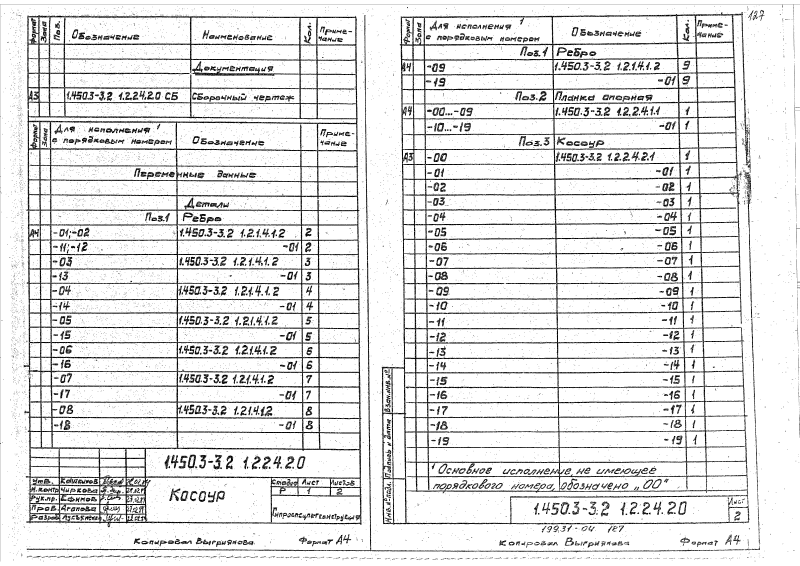 Формат
Зона
Поз.
Обозначение
Наименование
Кол.
Приме-
чание
Документация
А3 1.450.3-3.2 1.2.2.4.2.0 СБ Сборочный чертеж
Формат
Зона
Для исполнения ¹
с порядковым номером
Обозначение
Кол.
Приме-
чание
Переменные данные
Детали
Поз.1 Ребро
А4 -01;-02 1.450.3-3.2 1.2.1.4.1.2 2
-11;-12 -01 2
-03 1.450.3-3.2 1.2.1.4.1.2 3
-13 -01 3
-04 1.450.3-3.2 1.2.1.4.1.2 4
-14 -01 4
-05 1.450.3-3.2 1.2.1.4.1.2 5
-15 -01 5
-06 1.450.3-3.2 1.2.1.4.1.2 6
-16 -01 6
-07 1.450.3-3.2 1.2.1.4.1.2 7
-17 -01 7
-08 1.450.3-3.2 1.2.1.4.1.2 8
-18 -01 8
1.450.3-3.2 1.2.2.4.2.0
Утв.
Н.контр. Чиркова
Рук.пр. Ефимов
Пров. Агапова
Разраб.
Косоур
Стадия Лист Листов
Р 1 2
Копировал Выгриянова Формат А4
127
Формат
Зона
Для исполнения ¹
с порядковым номером
Обозначение
Кол.
Приме-
чание
Поз.1 Ребро
А4 -09 1.450.3-3.2 1.2.1.4.1.2 9
-19 -01 9
Поз.2 Планка опорная
А4 -00...-09 1.450.3-3.2 1.2.2.4.1.1 1
-10...-19 -01 1
Поз.3 Косоур
А3 -00 1.450.3-3.2 1.2.2.4.2.1 1
-01 -01 1
-02 -02 1
-03 -03 1
-04 -04 1
-05 -05 1
-06 -06 1
-07 -07 1
-08 -08 1
-09 -09 1
-10 -10 1
-11 -11 1
-12 -12 1
-13 -13 1
-14 -14 1
-15 -15 1
-16 -16 1
-17 -17 1
-18 -18 1
-19 -19 1
¹ Основное исполнение, не имеющее
порядкового номера, обозначено „00“
Взам.инв.№
Подпись и дата
Инв.№ подл.
1.450.3-3.2 1.2.2.4.2.0
Лист
2
19931-04 127
Копировал Выгриянова Формат А4